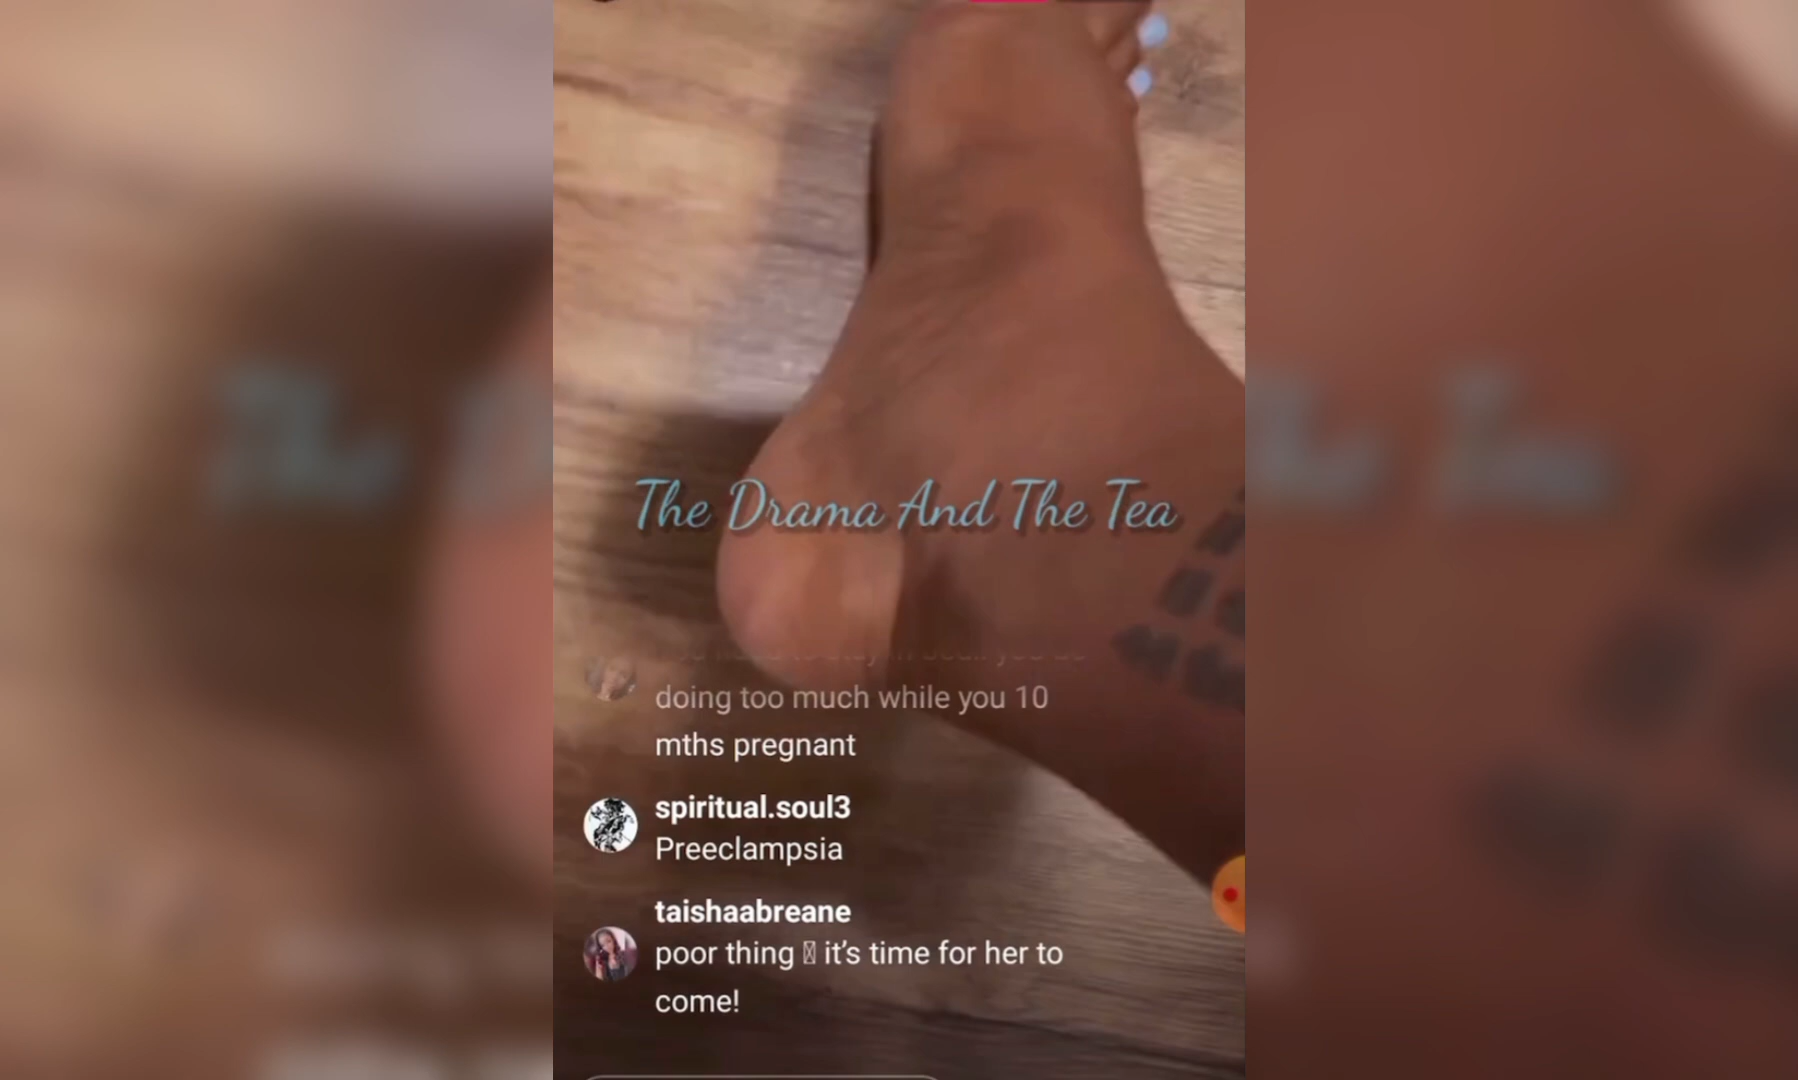 The Drama And The Tea
doing too much while you 10
mths pregnant
spiritual.soul3
Preeclampsia
taishaabreane
poor thing it's time for her to
come!